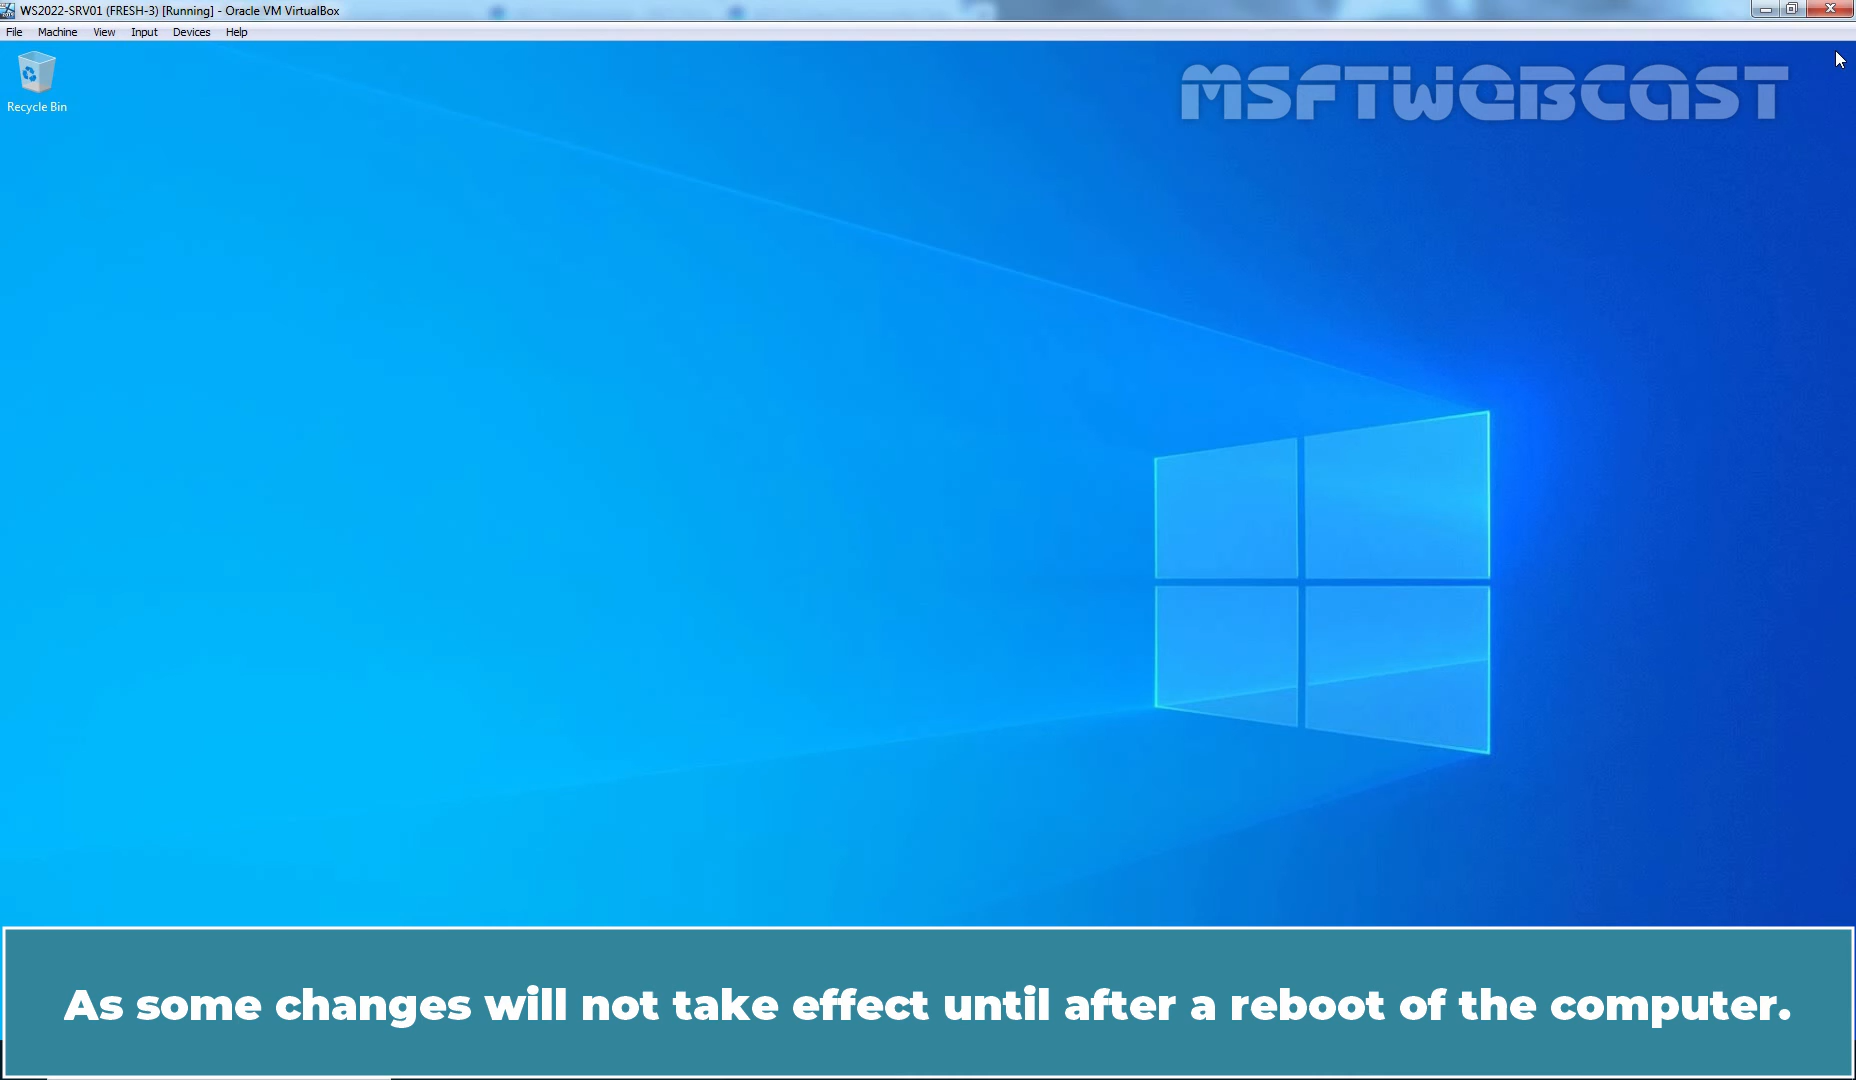 WS2022-SRV01 (FRESH-3) [Running] - Oracle VM VirtualBox
File Machine View Input Devices Help
Recycle Bin
MSFTWEBCAST
As some changes will not take effect until after a reboot of the computer.